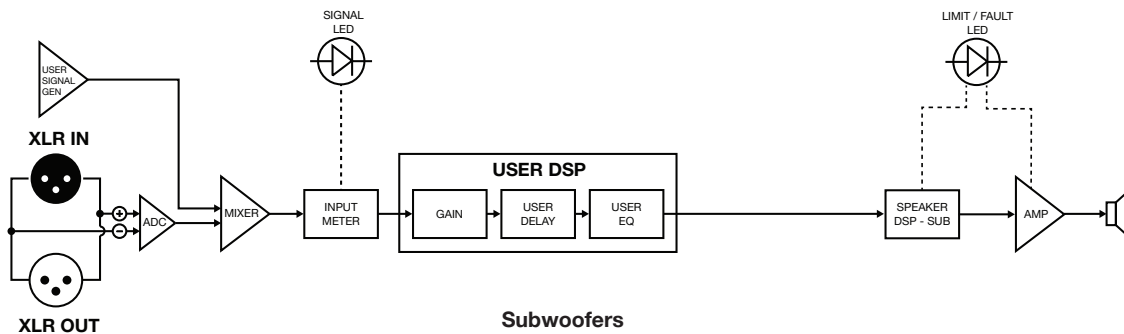 SIGNAL
LED
LIMIT / FAULT
LED
USER
SIGNAL
GEN
XLR IN
USER DSP
+
−
ADC
MIXER
INPUT
METER
GAIN
USER
DELAY
USER
EQ
SPEAKER
DSP - SUB
AMP
XLR OUT
Subwoofers